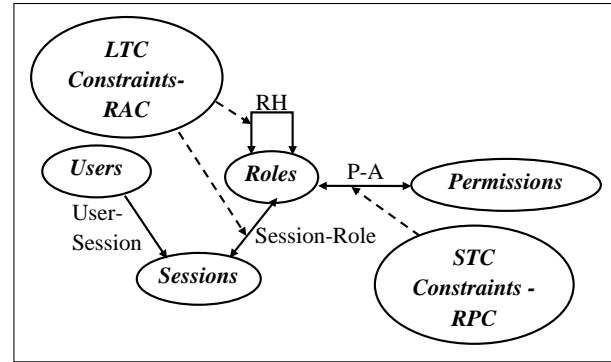 LTC
Constraints-
RAC
RH
Users
Roles
P-A
Permissions
User-
Session
Session-Role
Sessions
STC
Constraints -
RPC